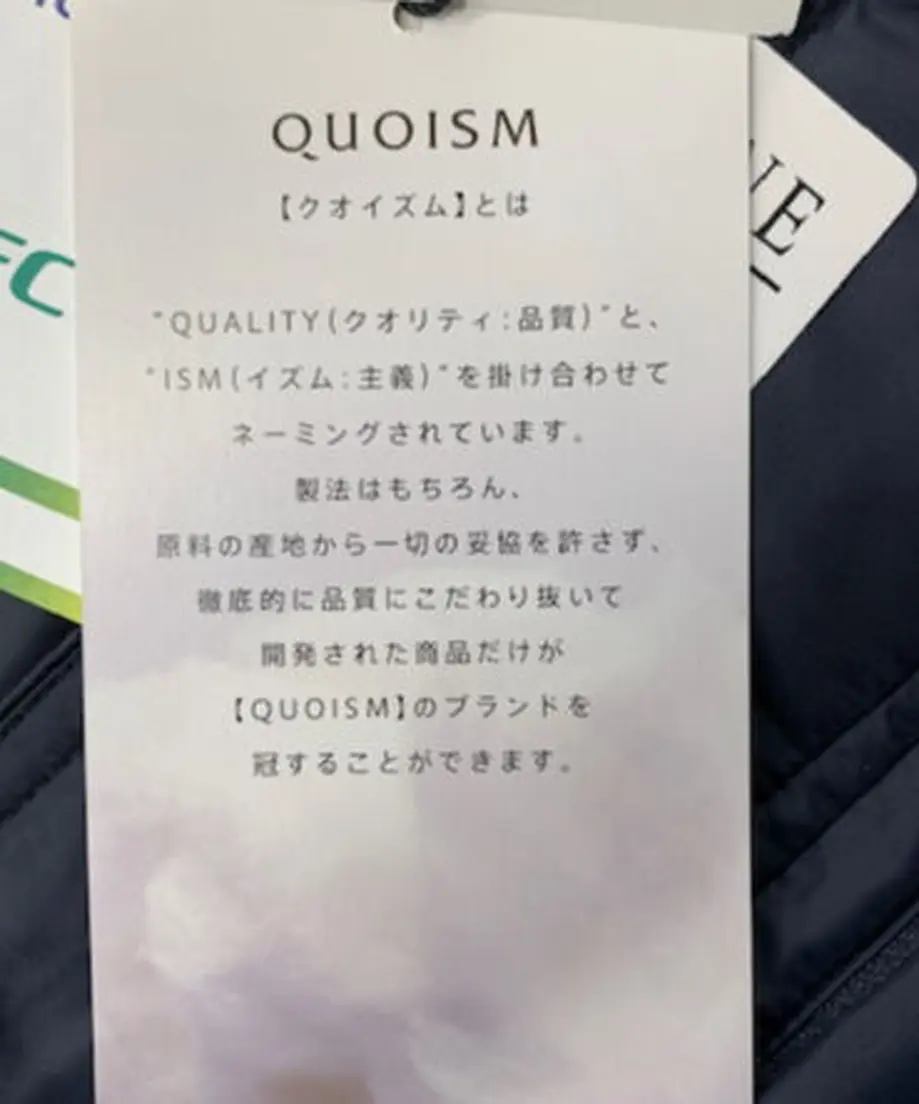 QUOISM
【クオイズム】とは
"QUALITY(クオリティ:品質)"と、
"ISM(イズム:主義)"を掛け合わせて
ネーミングされています。
製法はもちろん、
原料の産地から一切の妥協を許さず、
徹底的に品質にこだわり抜いて
開発された商品だけが
【QUOISM】のブランドを
冠することができます。